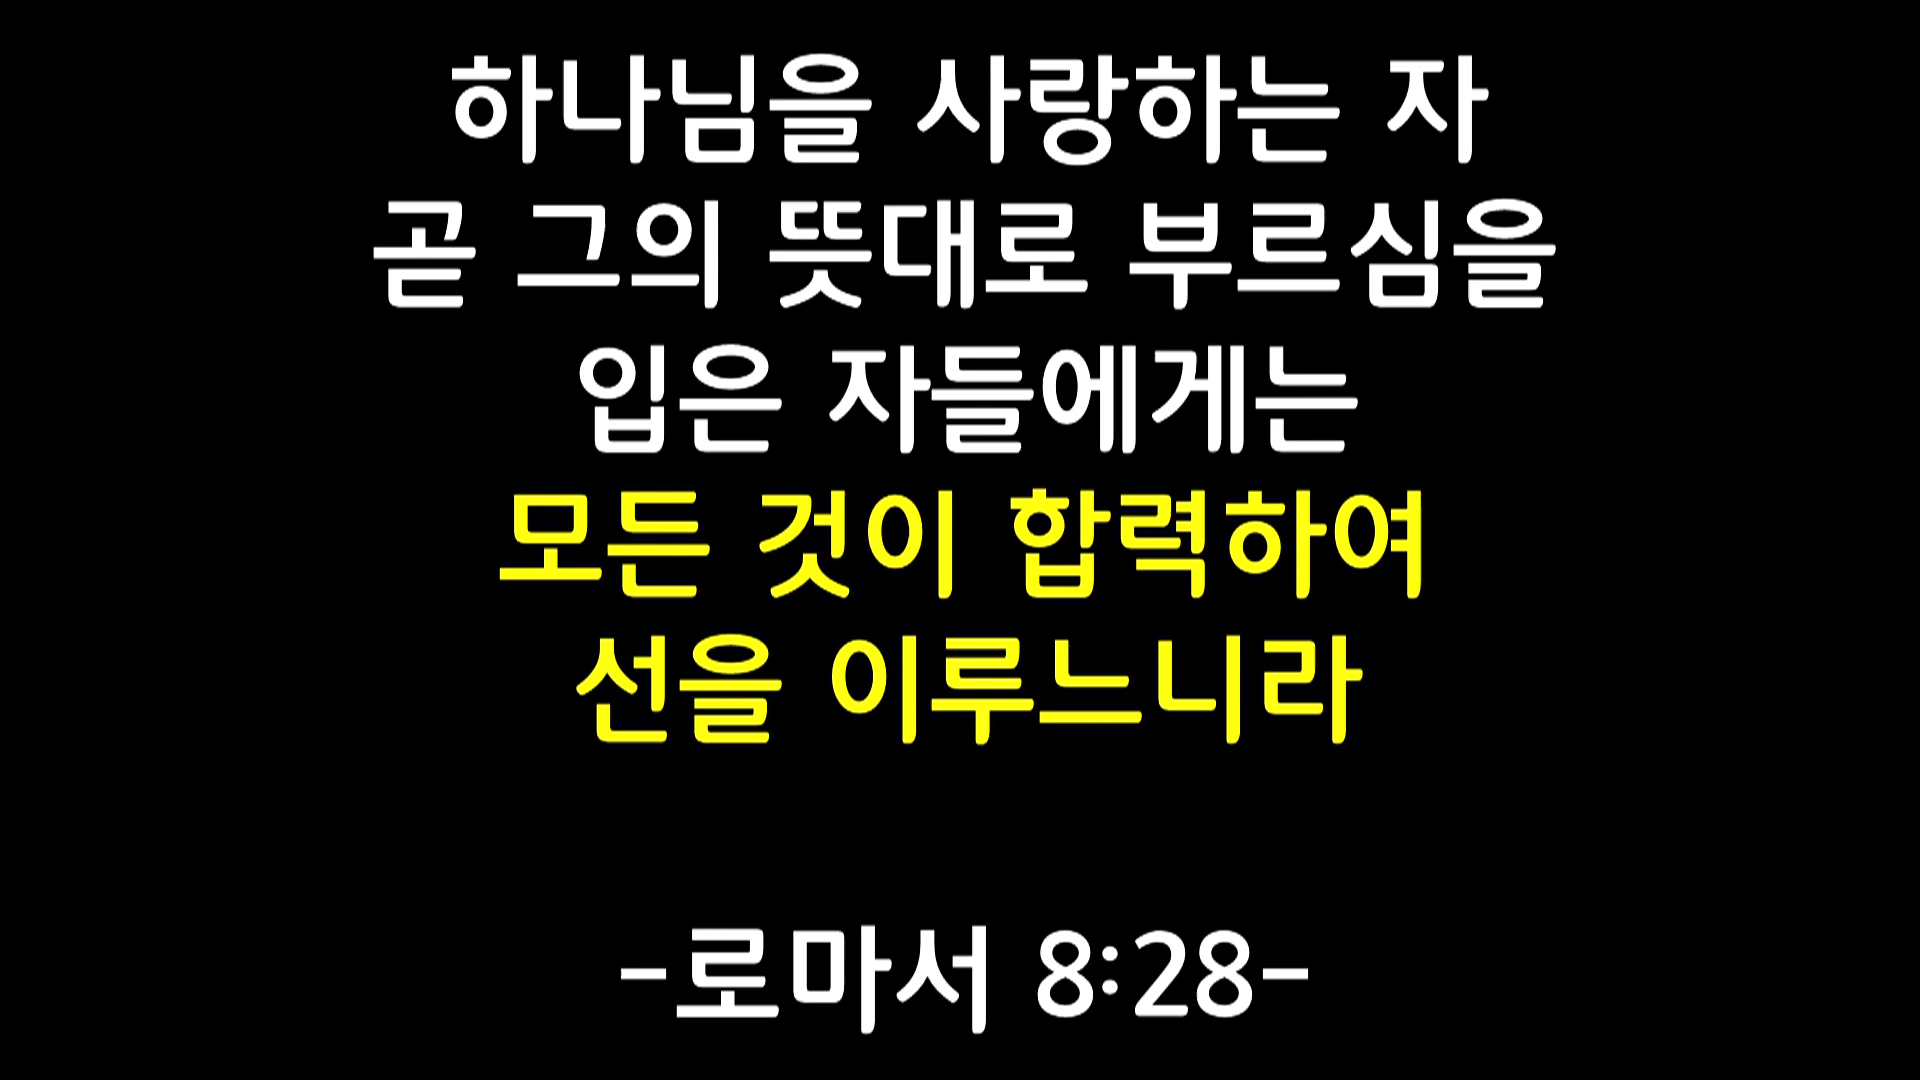 하나님을 사랑하는 자
곧 그의 뜻대로 부르심을
입은 자들에게는
모든 것이 합력하여
선을 이루느니라
-로마서 8:28-